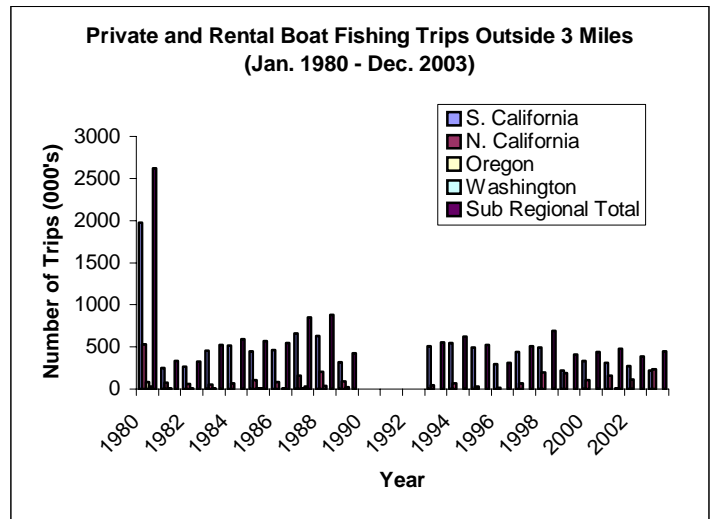 Private and Rental Boat Fishing Trips Outside 3 Miles
(Jan. 1980 - Dec. 2003)
S. California
N. California
Oregon
Washington
Sub Regional Total
Number of Trips (000's)
3000
2500
2000
1500
1000
500
0
1980
1982
1984
1986
1988
1990
1992
1994
1996
1998
2000
2002
Year